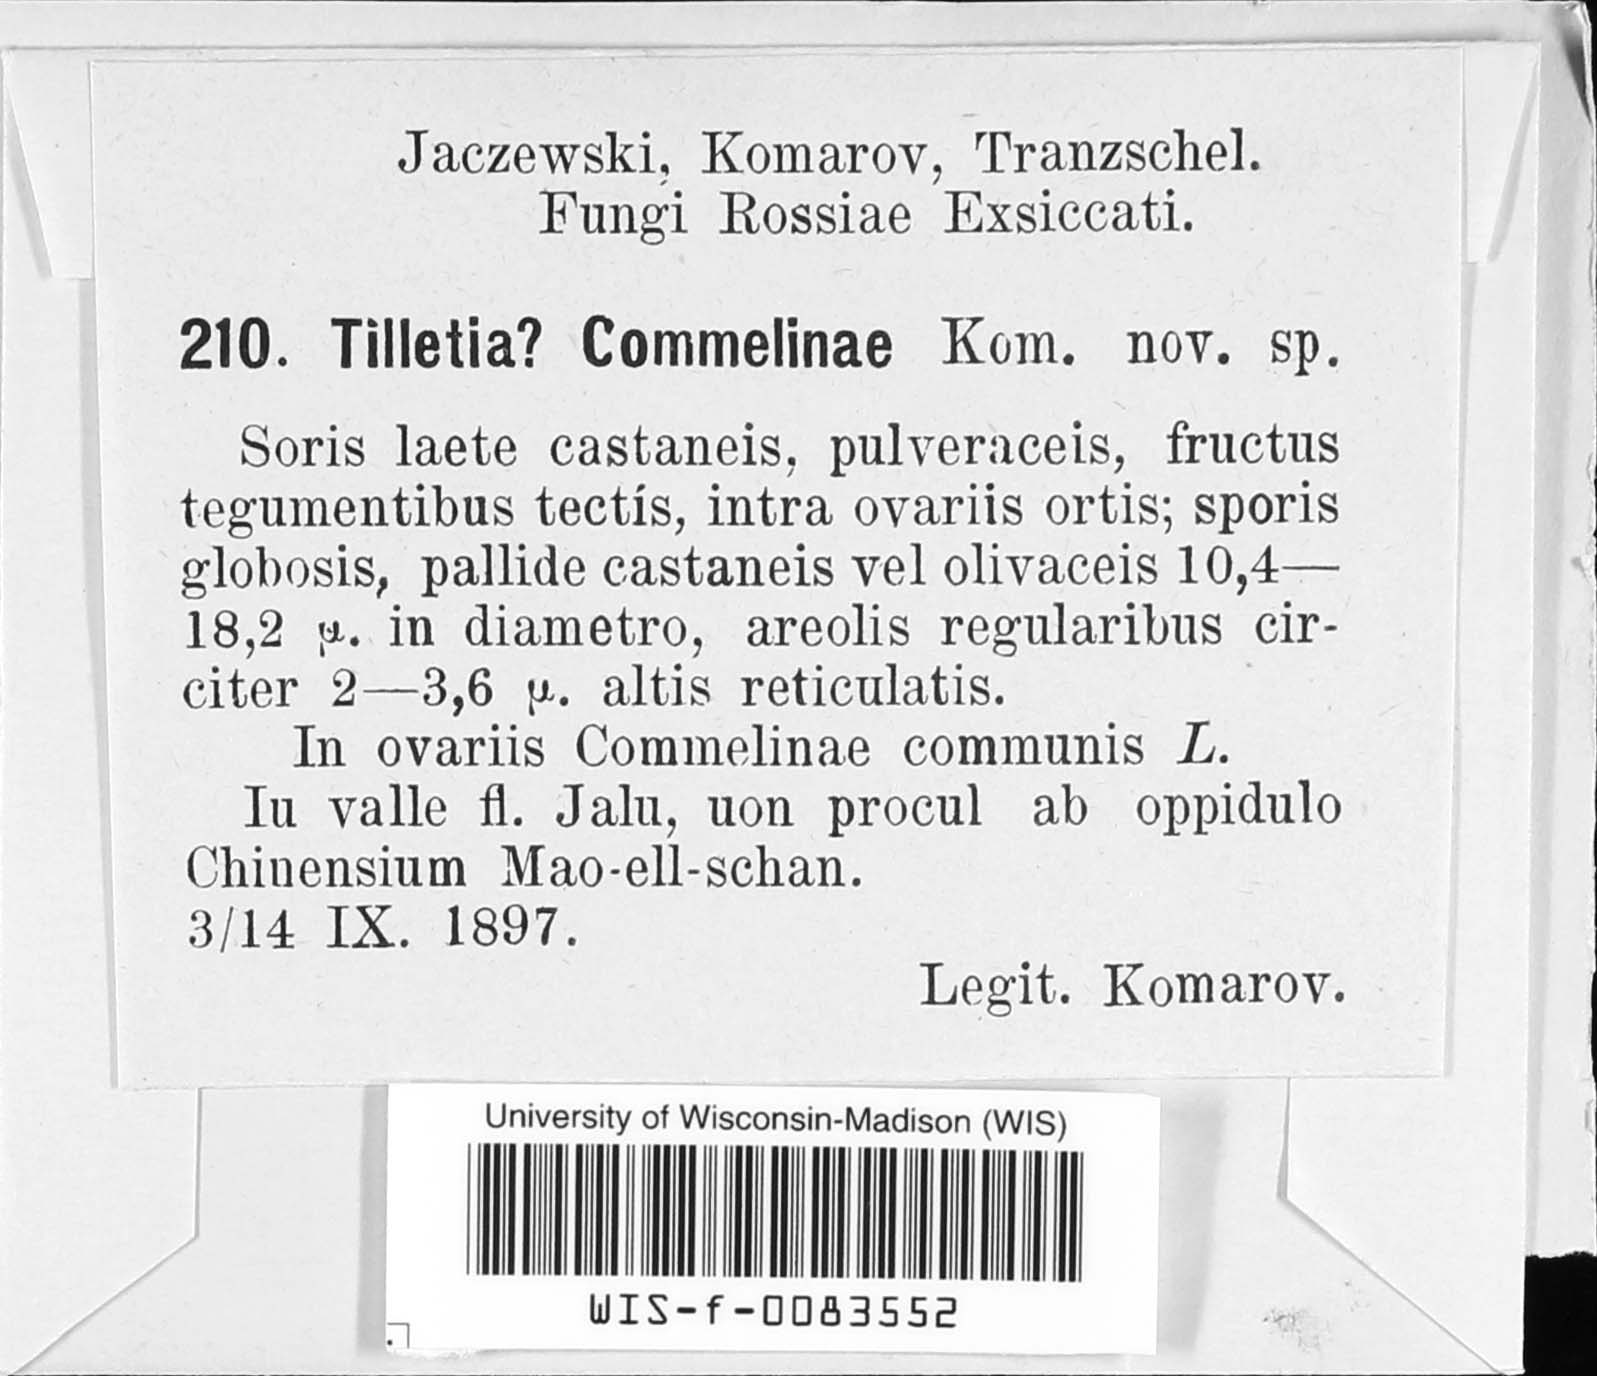 Jaczewski, Komarov, Tranzschel.
Fungi Rossiae Exsiccati.
210. Tilletia? Commelinae Kom. nov. sp.
Soris laete castaneis, pulveraceis, fructus
tegumentibus tectis, intra ovariis ortis; sporis
globosis, pallide castaneis vel olivaceis 10,4—
18,2 μ. in diametro, areolis regularibus cir-
citer 2—3,6 μ. altis reticulatis.
In ovariis Commelinae communis L.
Iu valle fl. Jalu, uon procul ab oppidulo
Chiuensium Mao-ell-schan.
3/14 IX. 1897.
Legit. Komarov.
University of Wisconsin-Madison (WIS)
WIS-f-0083552